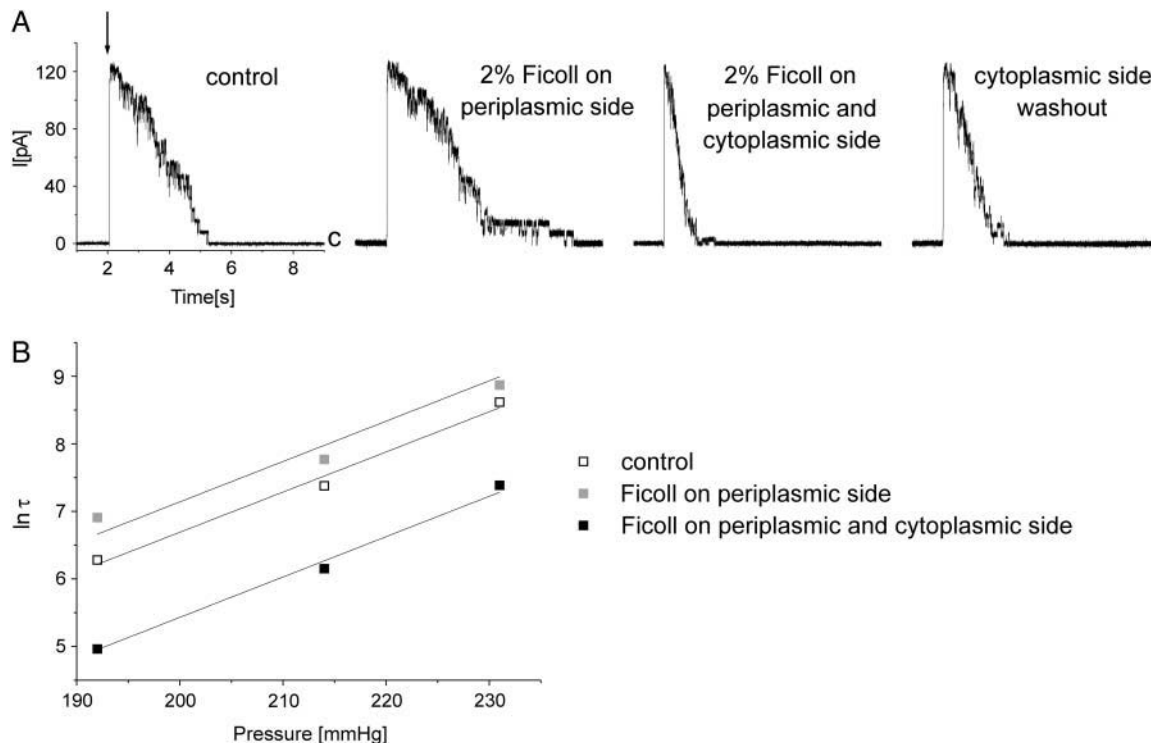 A
I[pA]
120
80
40
0
2
4
6
8
Time[s]
control
C
2% Ficoll on
periplasmic side
2% Ficoll on
periplasmic and
cytoplasmic side
cytoplasmic side
washout
B
ln τ
9
8
7
6
5
190
200
210
220
230
Pressure [mmHg]
control
Ficoll on periplasmic side
Ficoll on periplasmic and cytoplasmic side